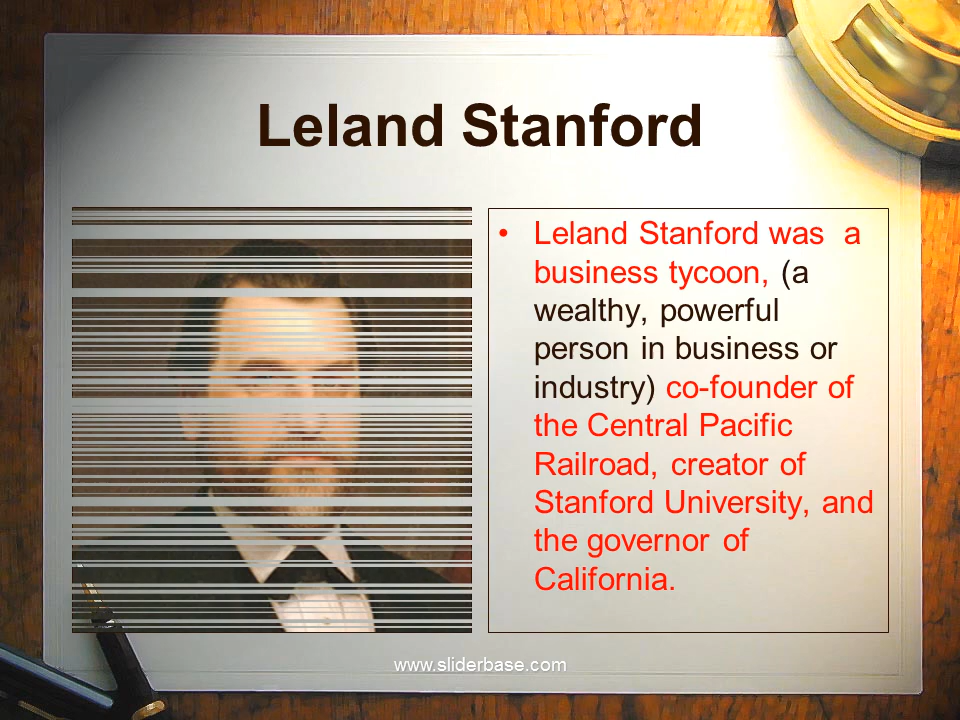 Leland Stanford
• Leland Stanford was  a
business tycoon, (a
wealthy, powerful
person in business or
industry) co-founder of
the Central Pacific
Railroad, creator of
Stanford University, and
the governor of
California.
www.sliderbase.com